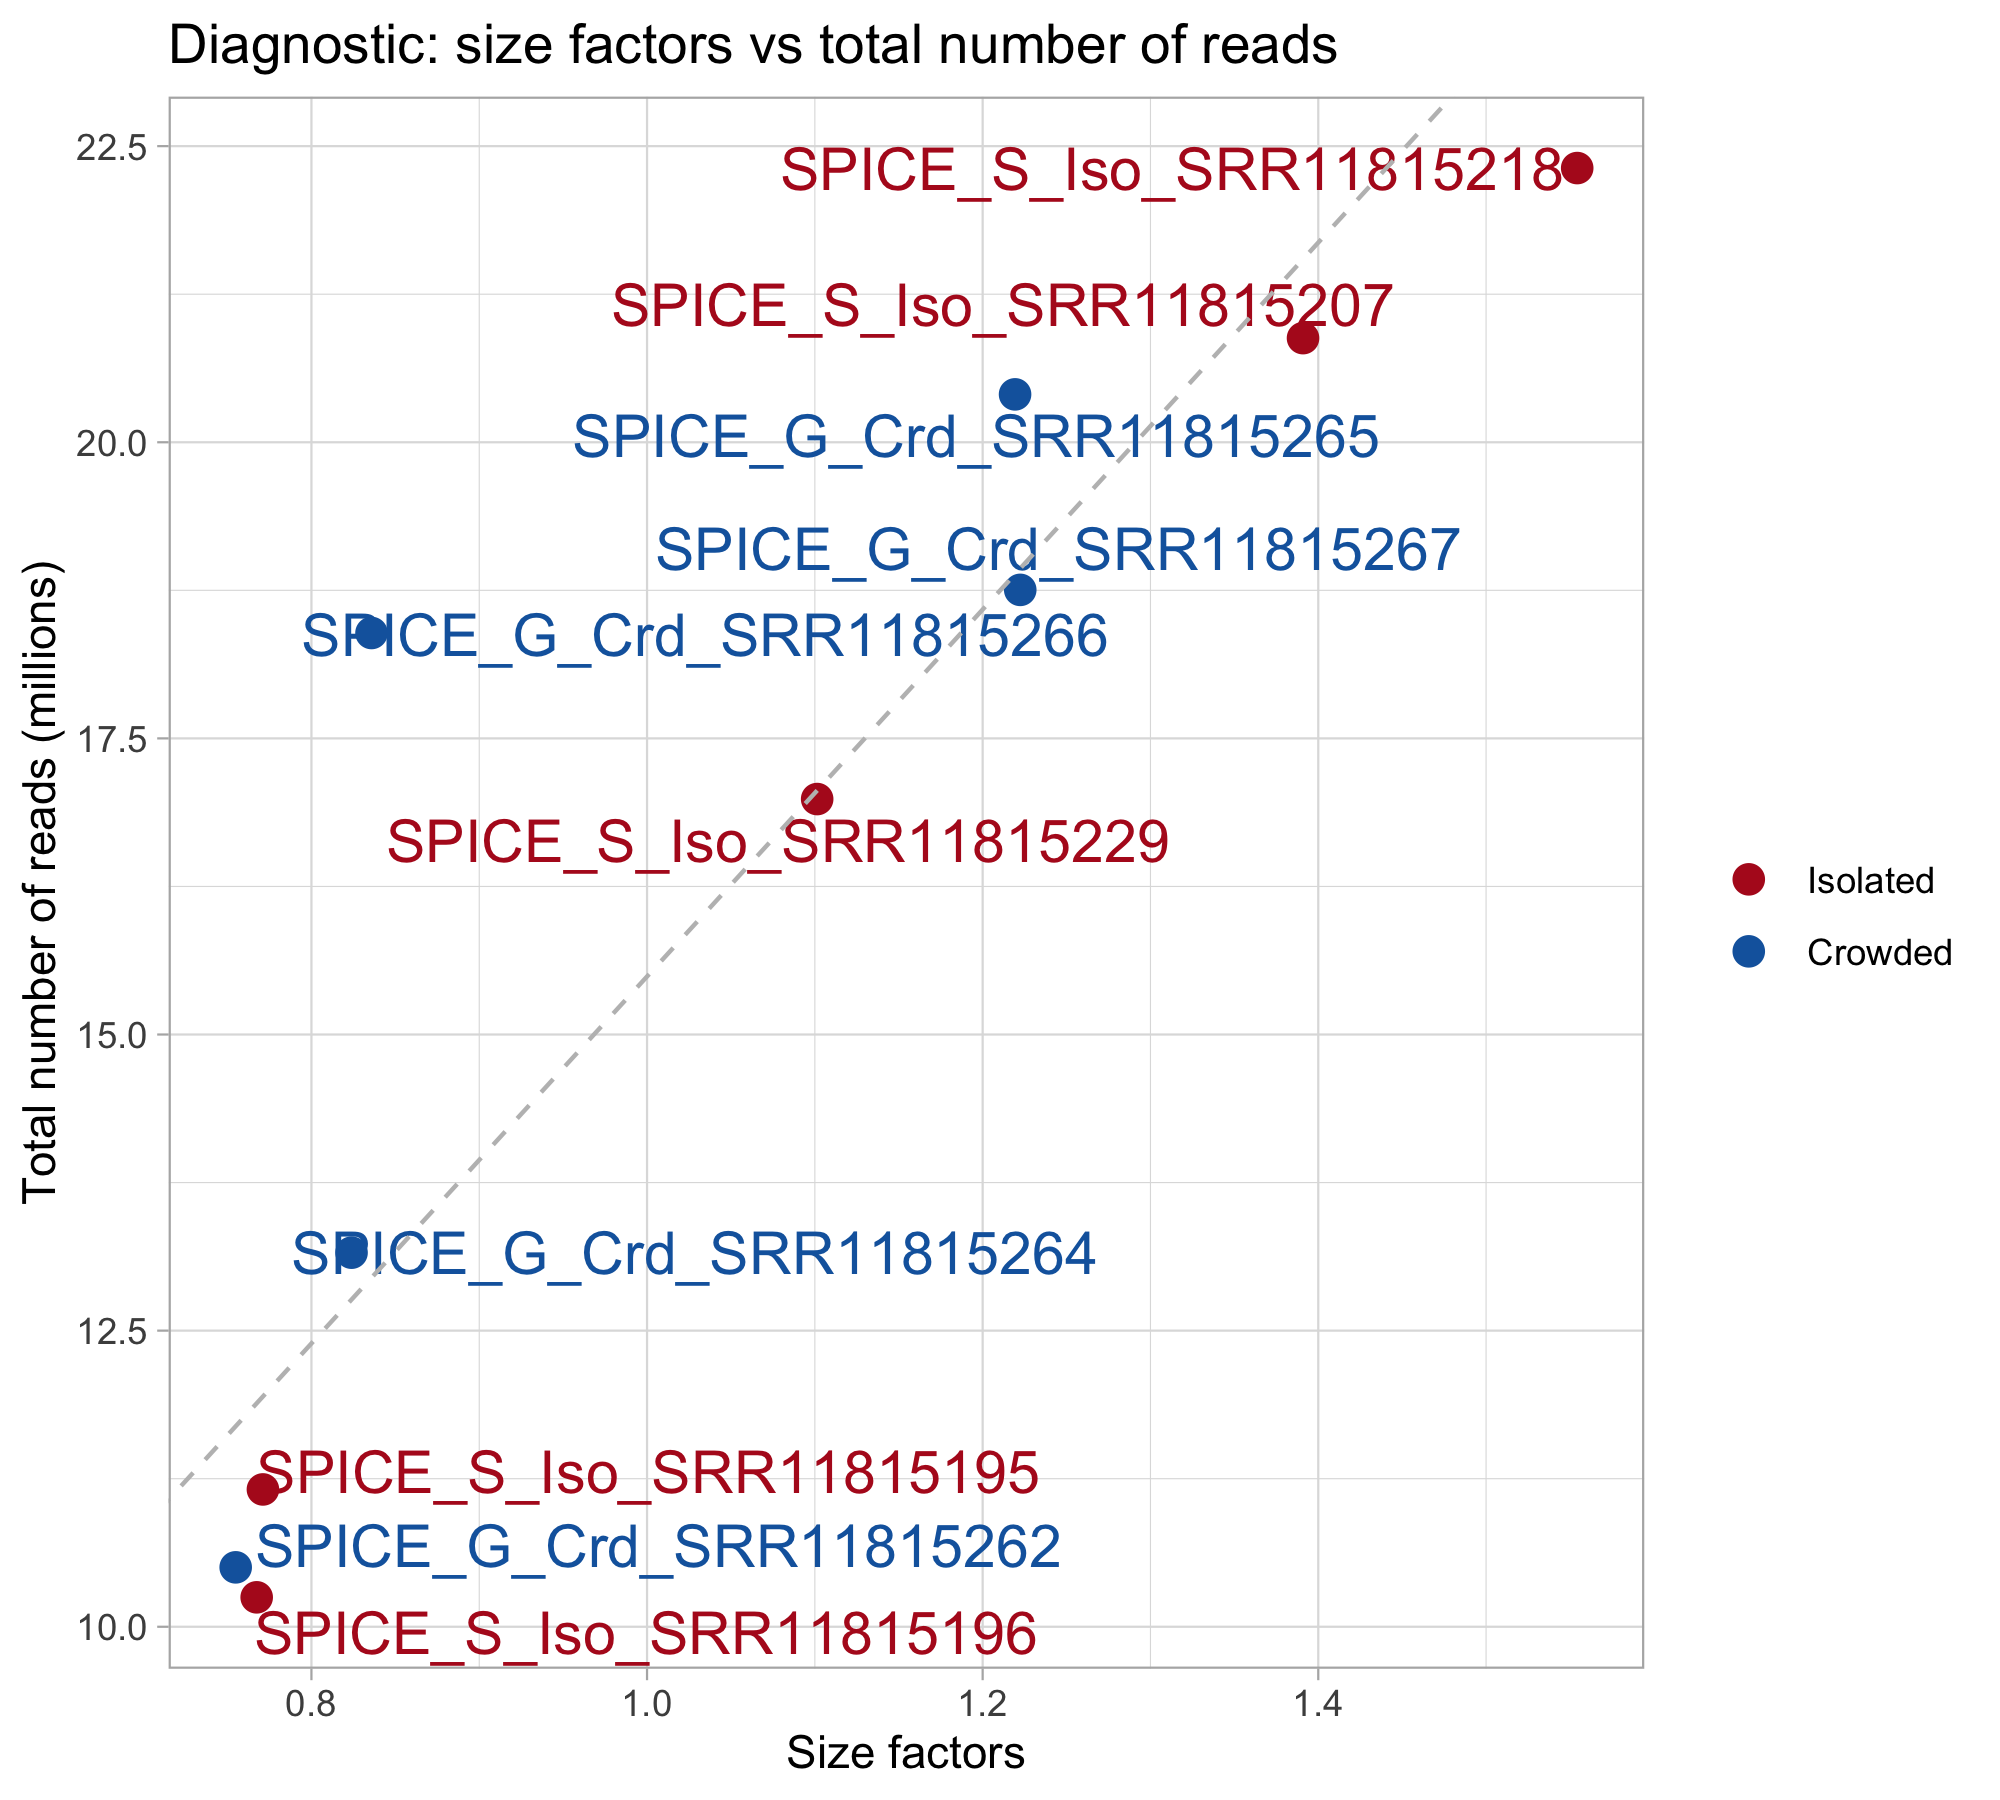 Diagnostic: size factors vs total number of reads
22.5
20.0
17.5
15.0
12.5
10.0
Total number of reads (millions)
SPICE_S_Iso_SRR11815218
SPICE_S_Iso_SRR11815207
SPICE_G_Crd_SRR11815265
SPICE_G_Crd_SRR11815267
SPICE_G_Crd_SRR11815266
SPICE_S_Iso_SRR11815229
SPICE_G_Crd_SRR11815264
SPICE_S_Iso_SRR11815195
SPICE_G_Crd_SRR11815262
SPICE_S_Iso_SRR11815196
0.8 1.0 1.2 1.4
Size factors
Isolated
Crowded